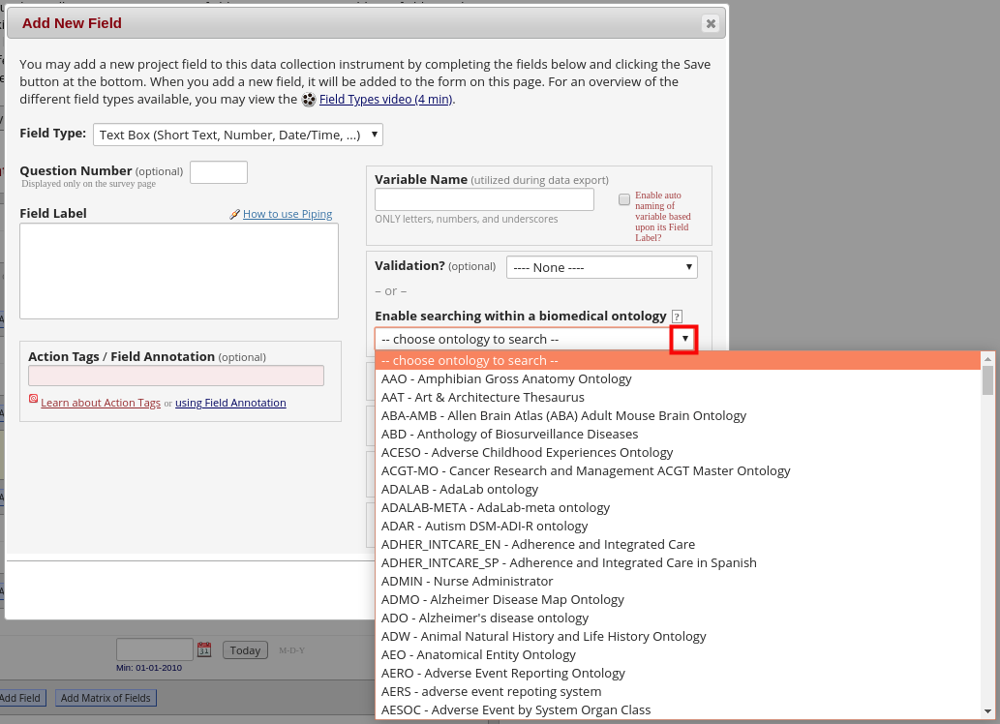 Add New Field
You may add a new project field to this data collection instrument by completing the fields below and clicking the Save
button at the bottom. When you add a new field, it will be added to the form on this page. For an overview of the
different field types available, you may view the Field Types video (4 min).
Field Type: Text Box (Short Text, Number, Date/Time, ...)
Question Number (optional)
Displayed only on the survey page
Field Label
How to use Piping
Action Tags / Field Annotation (optional)
Learn about Action Tags or using Field Annotation
Variable Name (utilized during data export)
ONLY letters, numbers, and underscores
Enable auto
naming of
variable based
upon its Field
Label?
Validation? (optional) ---- None ----
– or –
Enable searching within a biomedical ontology ?
-- choose ontology to search --
-- choose ontology to search --
AAO - Amphibian Gross Anatomy Ontology
AAT - Art & Architecture Thesaurus
ABA-AMB - Allen Brain Atlas (ABA) Adult Mouse Brain Ontology
ABD - Anthology of Biosurveillance Diseases
ACESO - Adverse Childhood Experiences Ontology
ACGT-MO - Cancer Research and Management ACGT Master Ontology
ADALAB - AdaLab ontology
ADALAB-META - AdaLab-meta ontology
ADAR - Autism DSM-ADI-R ontology
ADHER_INTCARE_EN - Adherence and Integrated Care
ADHER_INTCARE_SP - Adherence and Integrated Care in Spanish
ADMIN - Nurse Administrator
ADMO - Alzheimer Disease Map Ontology
ADO - Alzheimer's disease ontology
ADW - Animal Natural History and Life History Ontology
AEO - Anatomical Entity Ontology
AERO - Adverse Event Reporting Ontology
AERS - adverse event repoting system
AESOC - Adverse Event by System Organ Class
31 Today M-D-Y
Min: 01-01-2010
Add Field Add Matrix of Fields